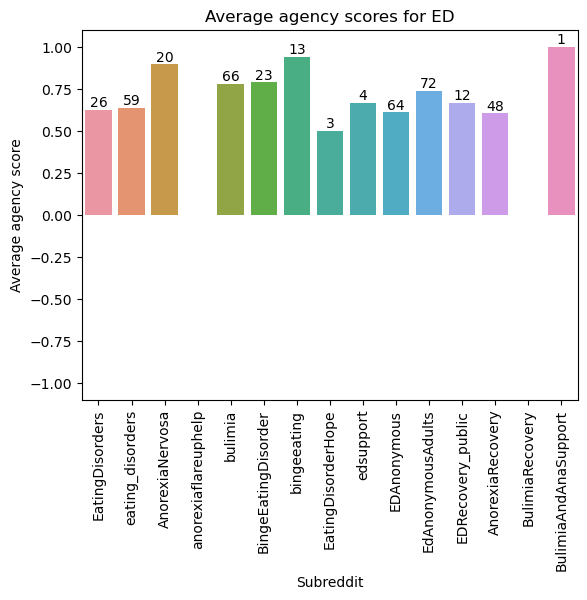 Average agency scores for ED
Average agency score
1.00
0.75
0.50
0.25
0.00
−0.25
−0.50
−0.75
−1.00
26
59
20
66
23
13
3
4
64
72
12
48
1
EatingDisorders
eating_disorders
AnorexiaNervosa
anorexiaflareuphelp
bulimia
BingeEatingDisorder
bingeeating
EatingDisorderHope
edsupport
EDAnonymous
EdAnonymousAdults
EDRecovery_public
AnorexiaRecovery
BulimiaRecovery
BulimiaAndAnaSupport
Subreddit